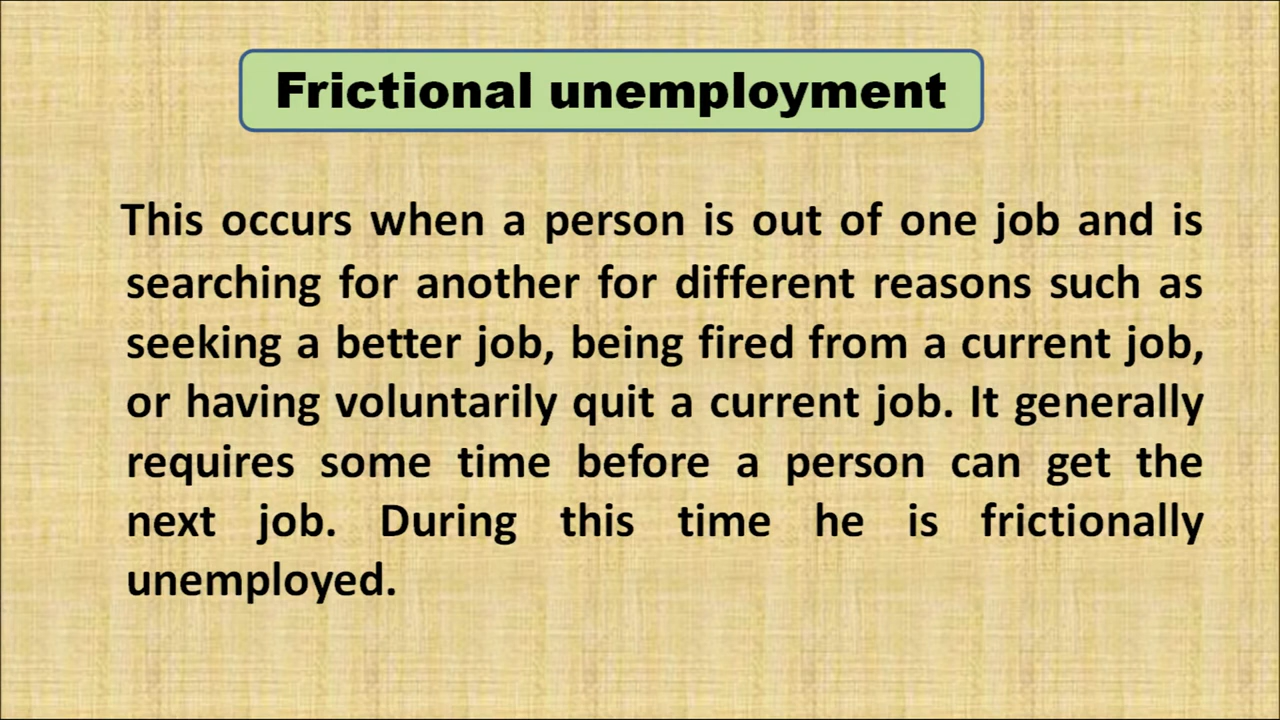 Frictional unemployment
This occurs when a person is out of one job and is
searching for another for different reasons such as
seeking a better job, being fired from a current job,
or having voluntarily quit a current job. It generally
requires some time before a person can get the
next job. During this time he is frictionally
unemployed.